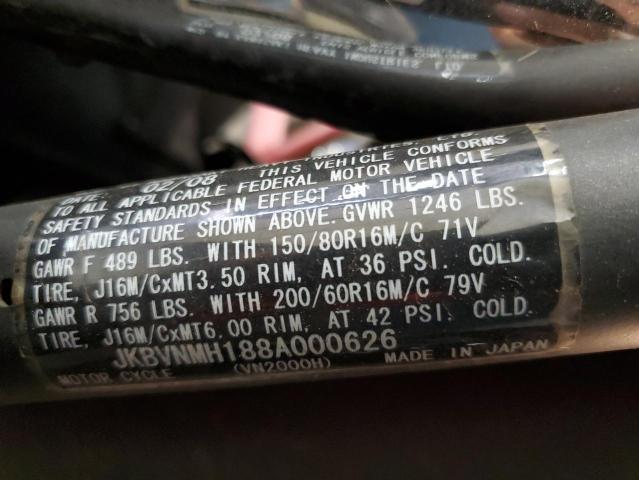 INDUSTRIES, LTD.
DATE: 02/08 THIS VEHICLE CONFORMS
TO ALL APPLICABLE FEDERAL MOTOR VEHICLE
SAFETY STANDARDS IN EFFECT ON THE DATE
OF MANUFACTURE SHOWN ABOVE. GVWR 1246 LBS.
GAWR F 489 LBS. WITH 150/80R16M/C 71V
TIRE, J16M/CxMT3.50 RIM, AT 36 PSI. COLD.
GAWR R 756 LBS. WITH 200/60R16M/C 79V
TIRE, J16M/CxMT6.00 RIM, AT 42 PSI. COLD.
JKBVNMH188A000626
MOTOR CYCLE (VN2000H) MADE IN JAPAN